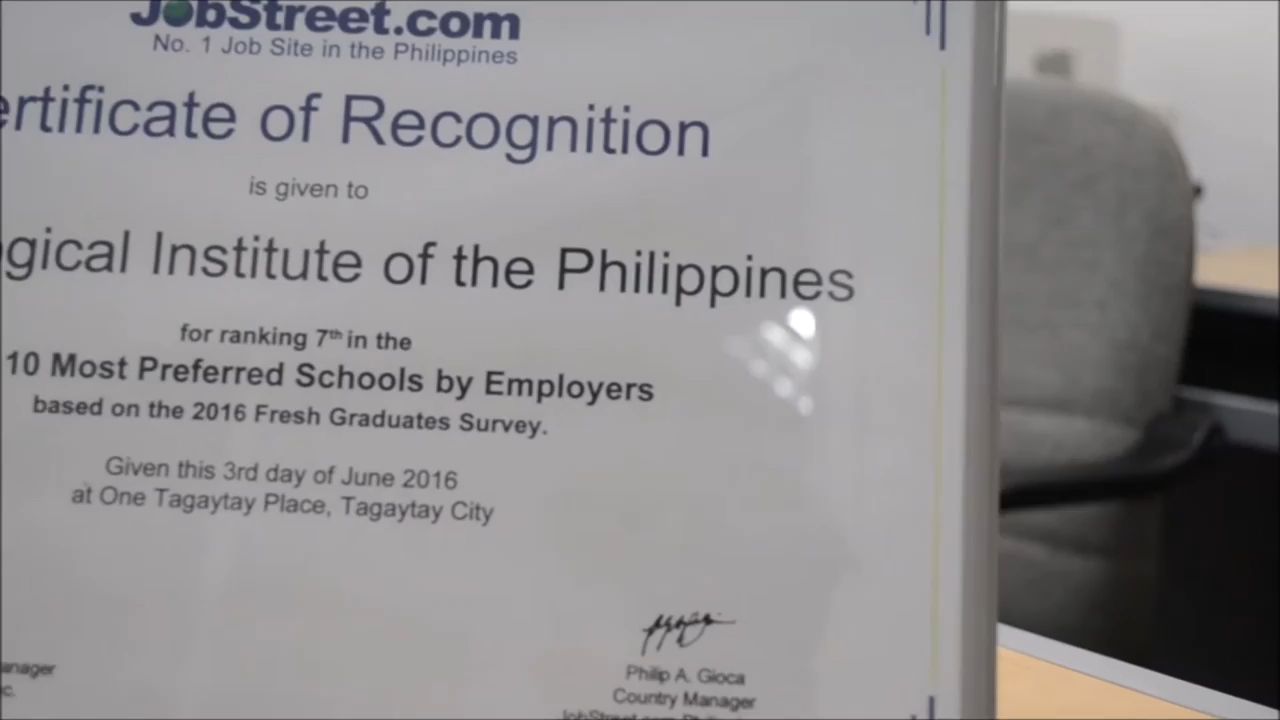 JobStreet.com
No. 1 Job Site in the Philippines
ertificate of Recognition
is given to
gical Institute of the Philippines
for ranking 7th in the
10 Most Preferred Schools by Employers
based on the 2016 Fresh Graduates Survey.
Given this 3rd day of June 2016
at One Tagaytay Place, Tagaytay City
anager
c.
Philip A. Gioca
Country Manager
JobStreet.com